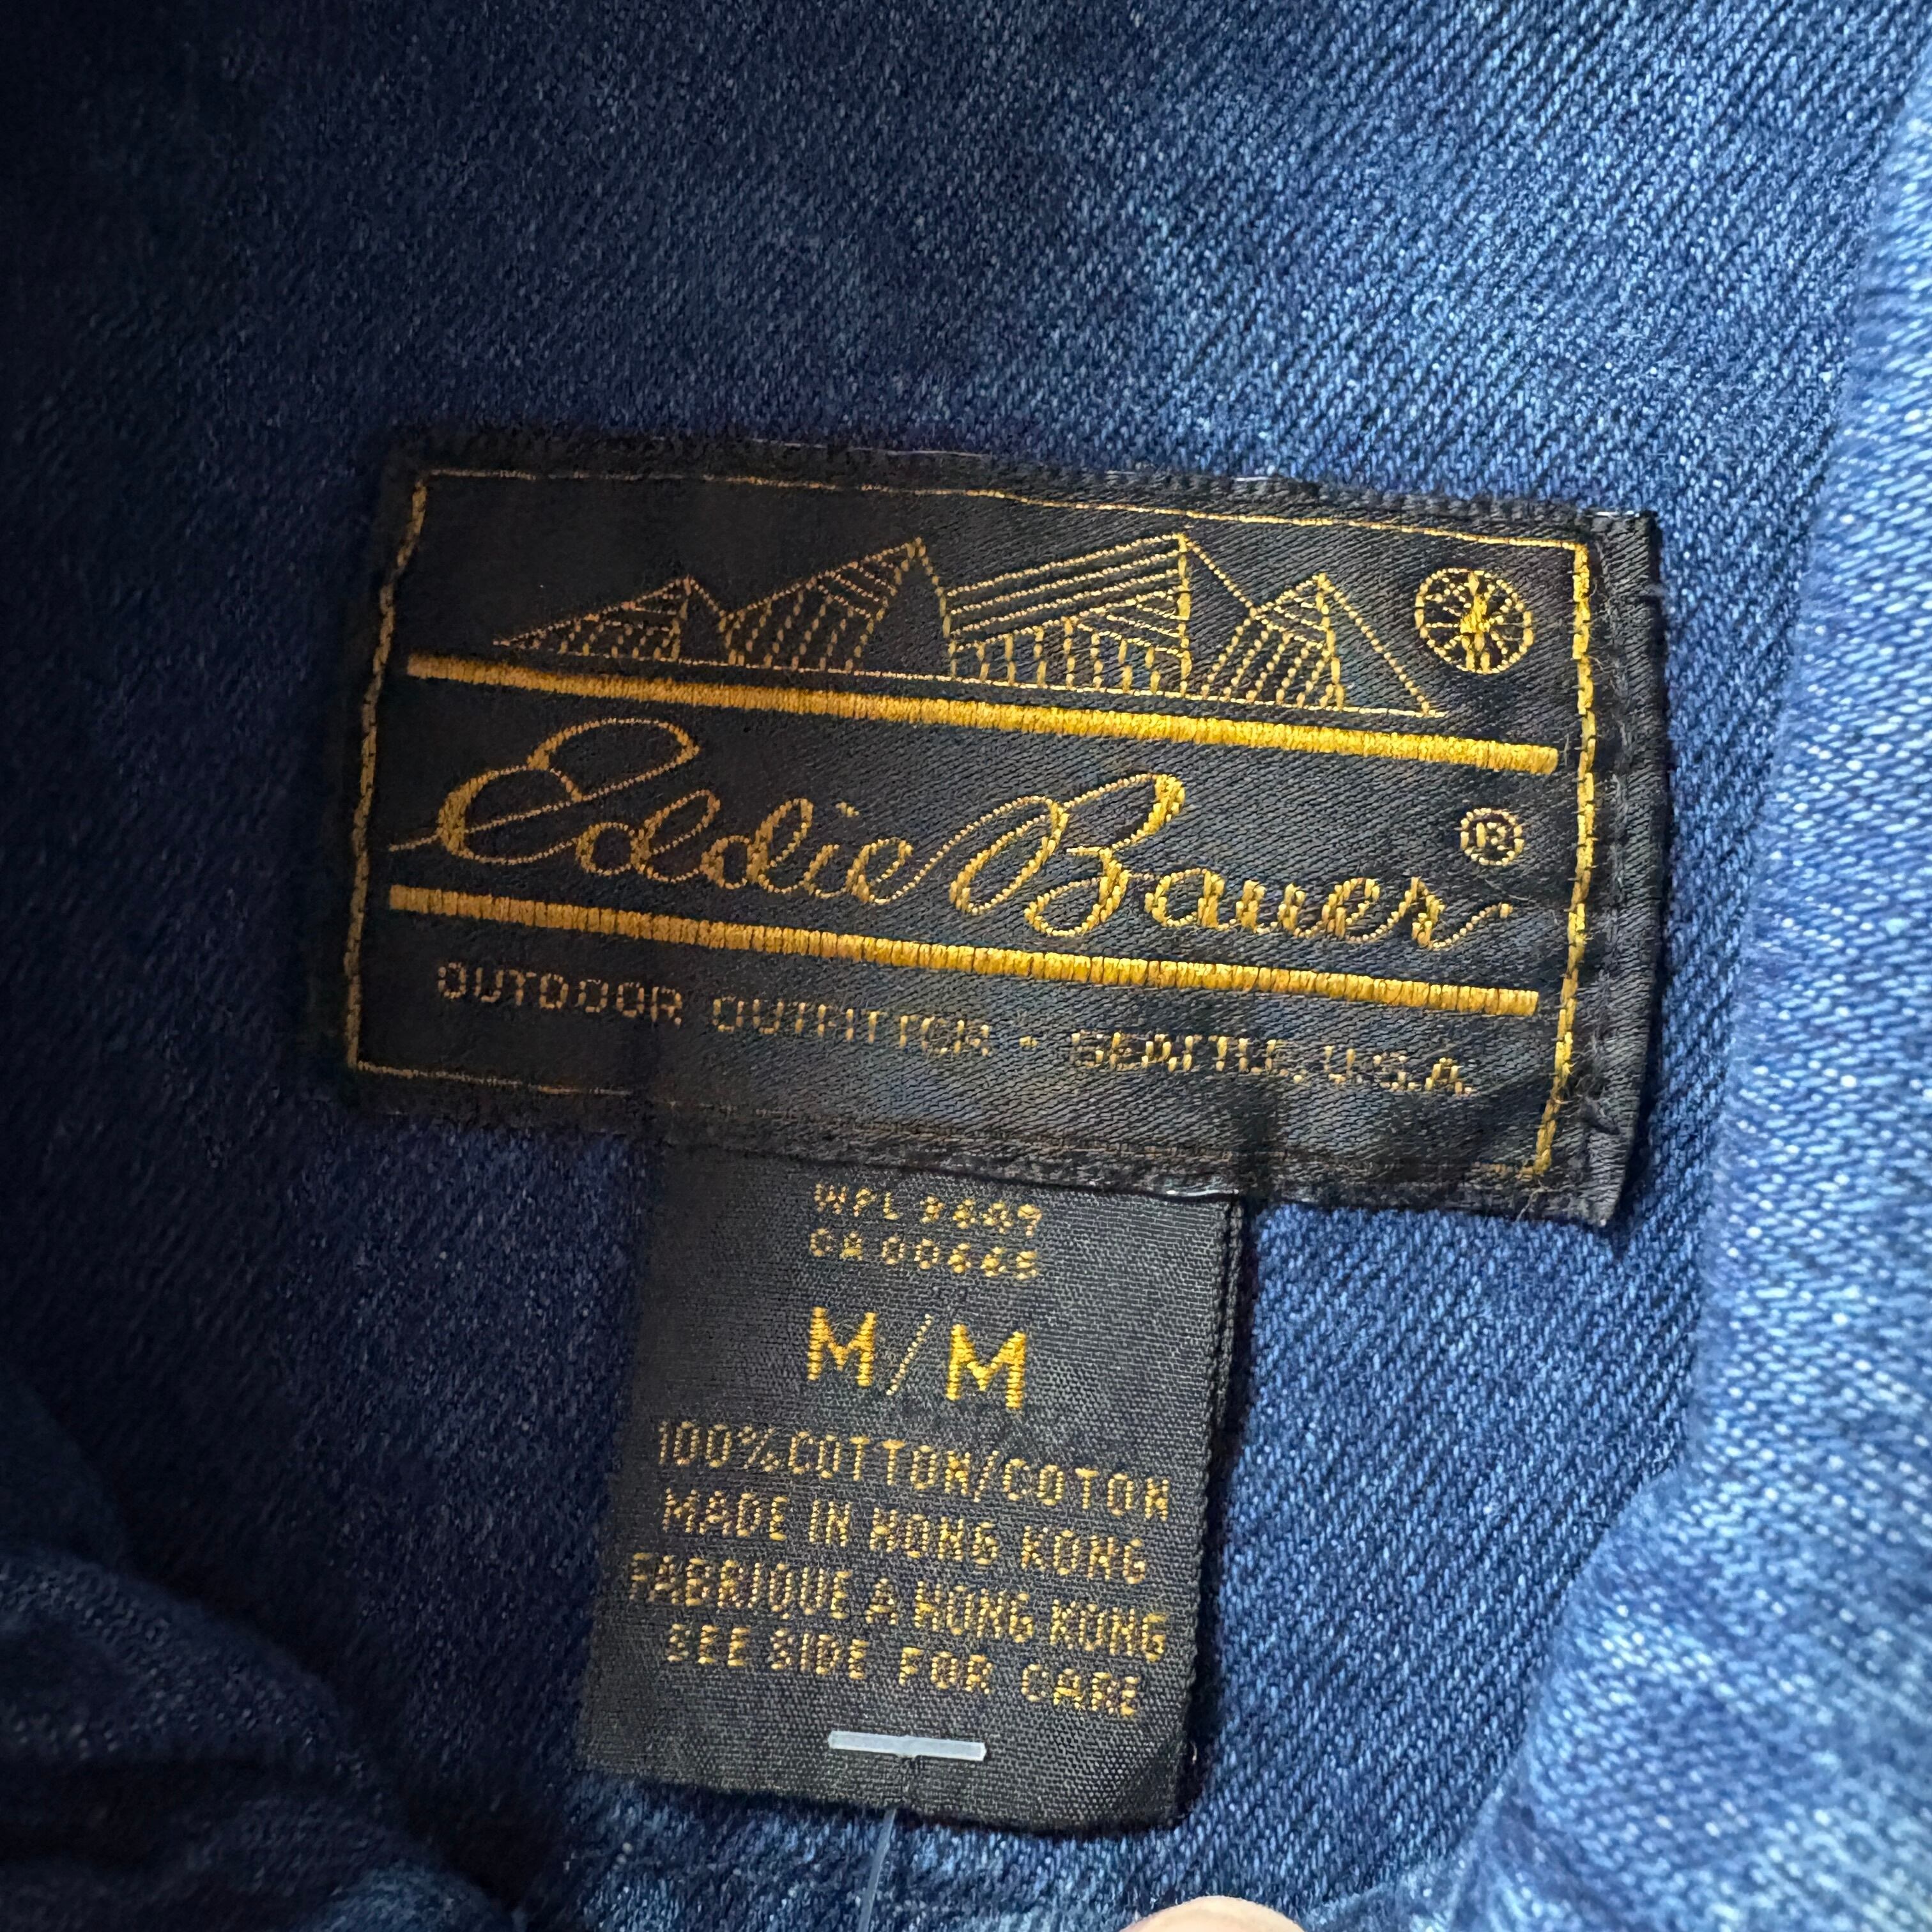 Eddie Bauer ®
OUTDOOR OUTFITTER - SEATTLE, U.S.A.
WPL
CA 00665
M/M
100% COTTON/COTON
MADE IN HONG KONG
FABRIQUE A HONG KONG
SEE SIDE FOR CARE